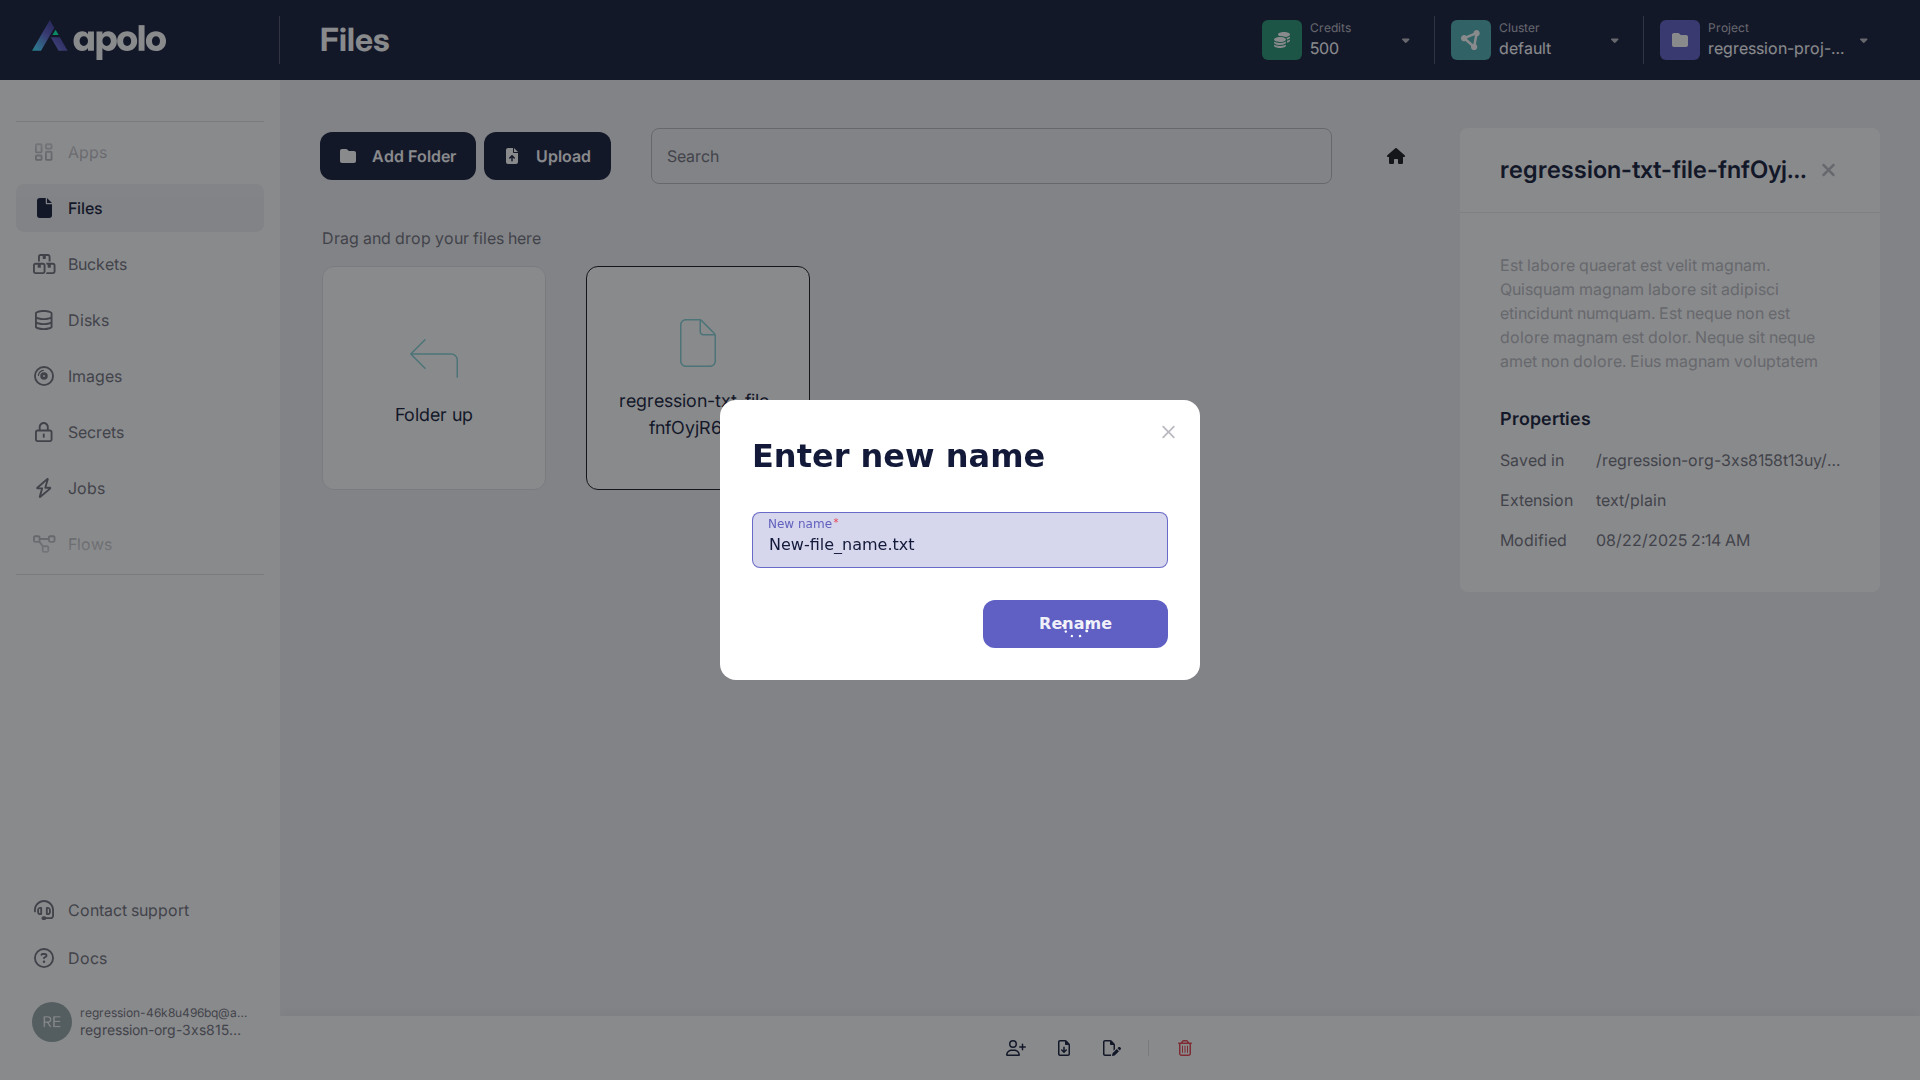 apolo
Files
Credits
500
Cluster
default
Project
regression-proj-...
Apps
Files
Buckets
Disks
Images
Secrets
Jobs
Flows
Contact support
Docs
RE
regression-46k8u496bq@a...
regression-org-3xs815...
Add Folder
Upload
Search
Drag and drop your files here
Folder up
regression-txt-file-
fnfOyjR6
regression-txt-file-fnfOyj...
Est labore quaerat est velit magnam.
Quisquam magnam labore sit adipisci
etincidunt numquam. Est neque non est
dolore magnam est dolor. Neque sit neque
amet non dolore. Eius magnam voluptatem
Properties
Saved in /regression-org-3xs8158t13uy/...
Extension text/plain
Modified 08/22/2025 2:14 AM
Enter new name
New name*
New-file_name.txt
Rename